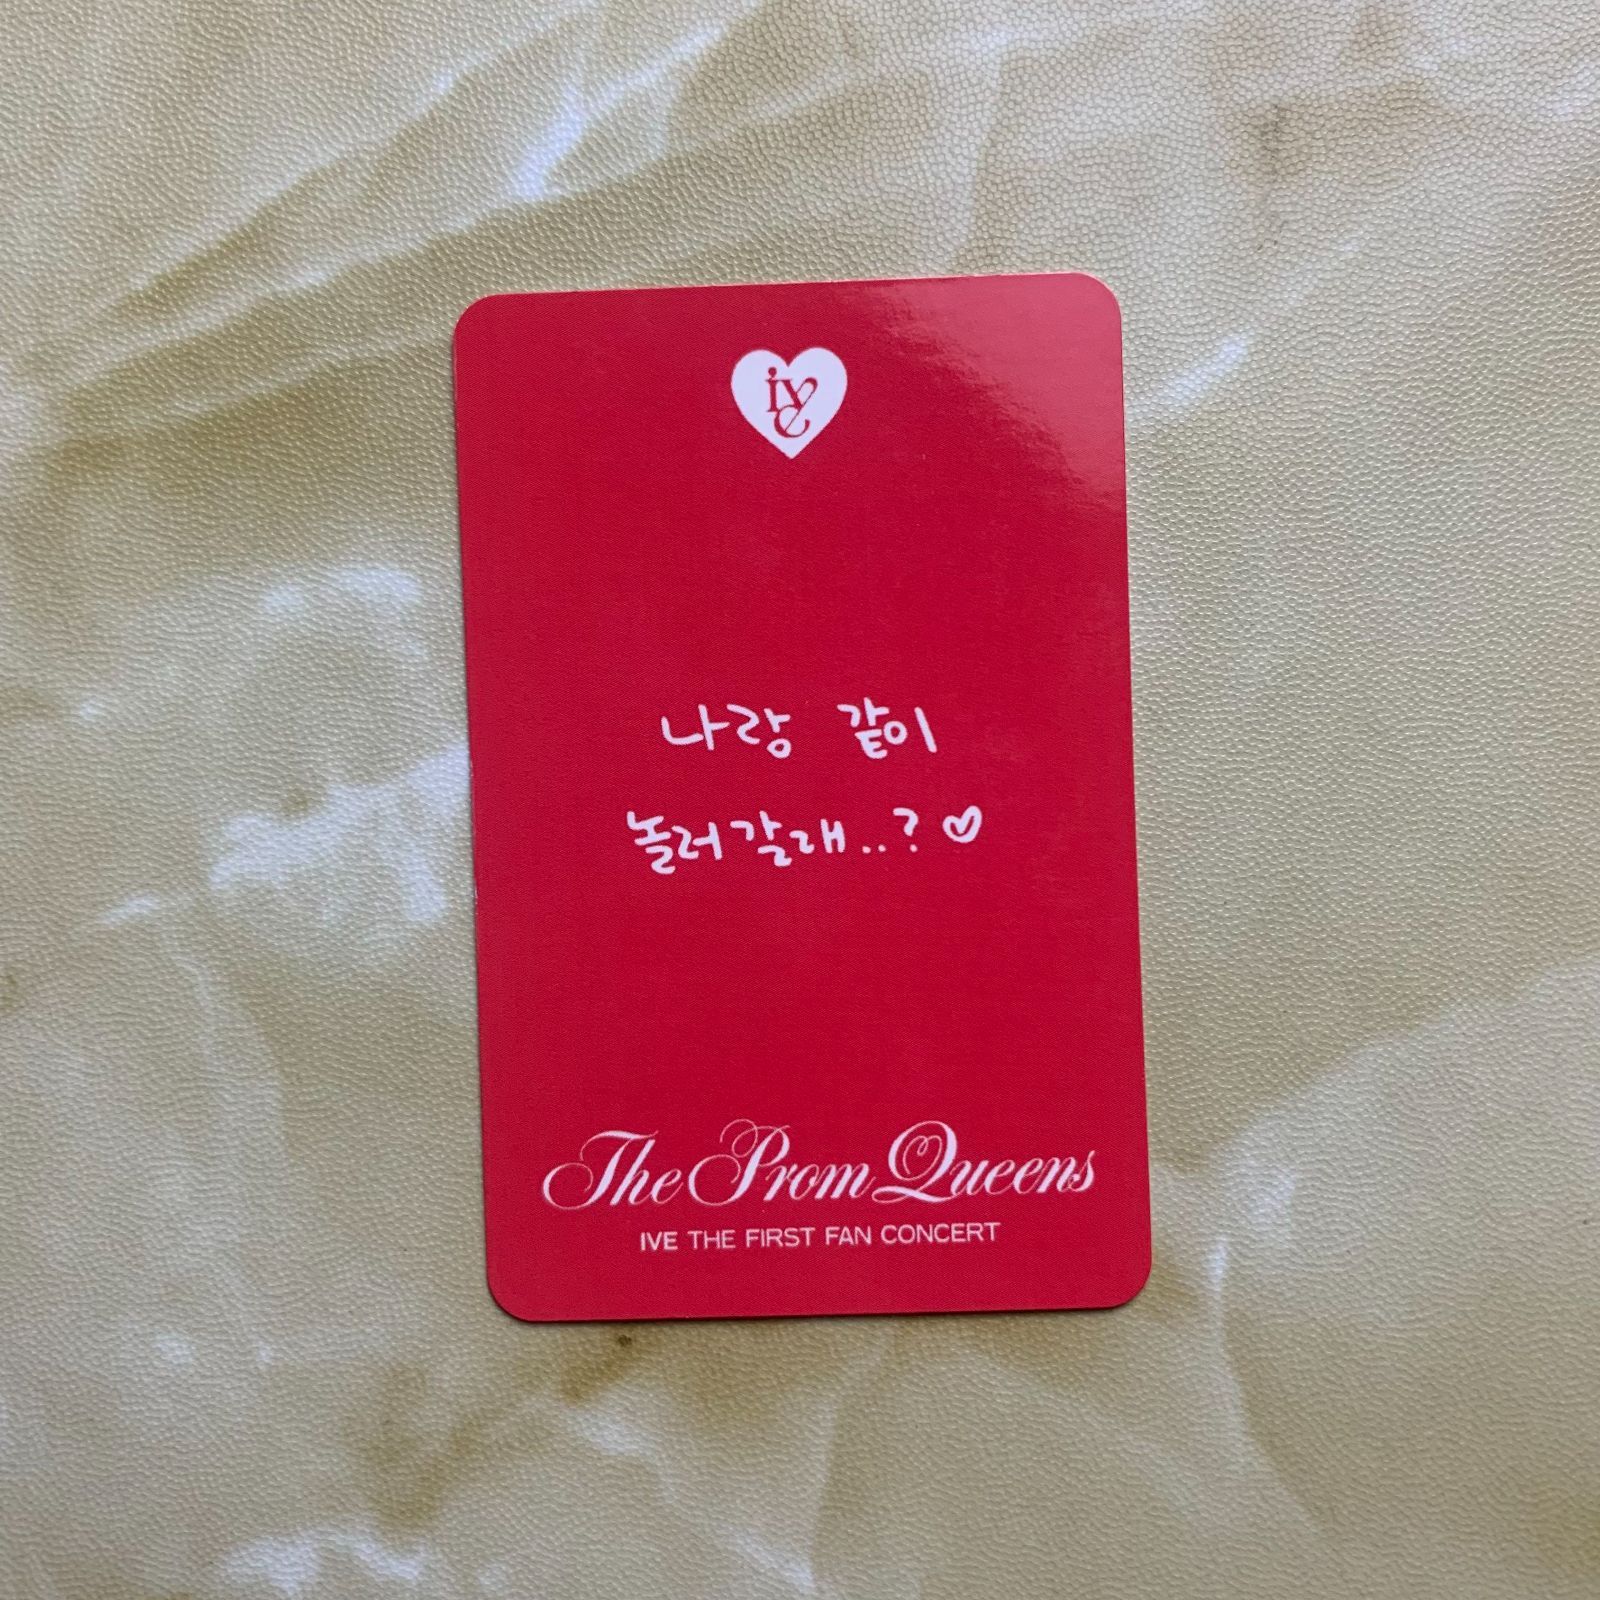 ive
나랑 같이
놀러갈래..?♡
The Prom Queens
IVE THE FIRST FAN CONCERT